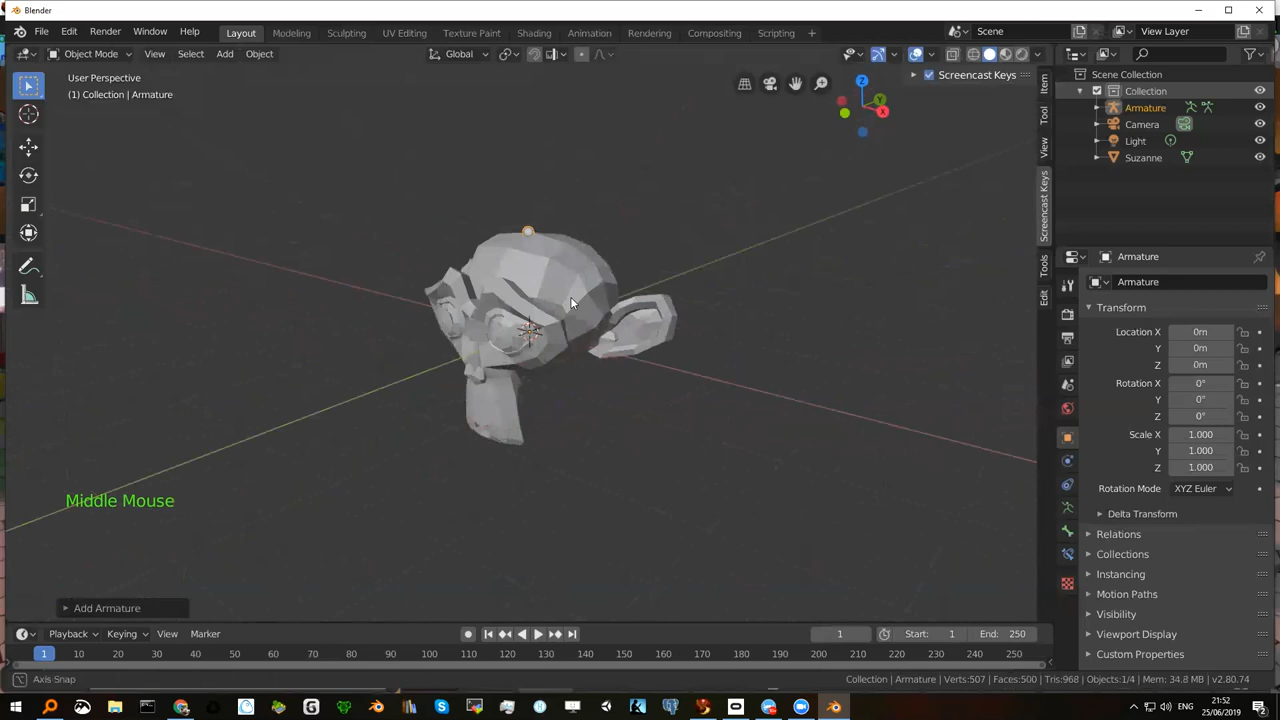 Blender
File Edit Render Window Help Layout Modeling Sculpting UV Editing Texture Paint Shading Animation Rendering Compositing Scripting Scene View Layer
Object Mode View Select Add Object Global
User Perspective
(1) Collection | Armature
Screencast Keys
Item
Tool
View
Screencast Keys
Tools
Edit
Z
Y
X
Middle Mouse
Add Armature
Scene Collection
Collection
Armature
Camera
Light
Suzanne
Armature
Armature
Transform
Location X 0m
Y 0m
Z 0m
Rotation X 0°
Y 0°
Z 0°
Scale X 1.000
Y 1.000
Z 1.000
Rotation Mode XYZ Euler
Delta Transform
Relations
Collections
Instancing
Motion Paths
Visibility
Viewport Display
Custom Properties
Playback Keying View Marker 1 Start: 1 End: 250
1 10 20 30 40 50 60 70 80 90 100 110 120 130 140 150 160 170 180 190 200 210 220 230 240 250
Axis Snap
Collection | Armature | Verts:507 | Faces:500 | Tris:968 | Objects:1/4 | Mem: 34.8 MB | v2.80.74
21:52
25/06/2019